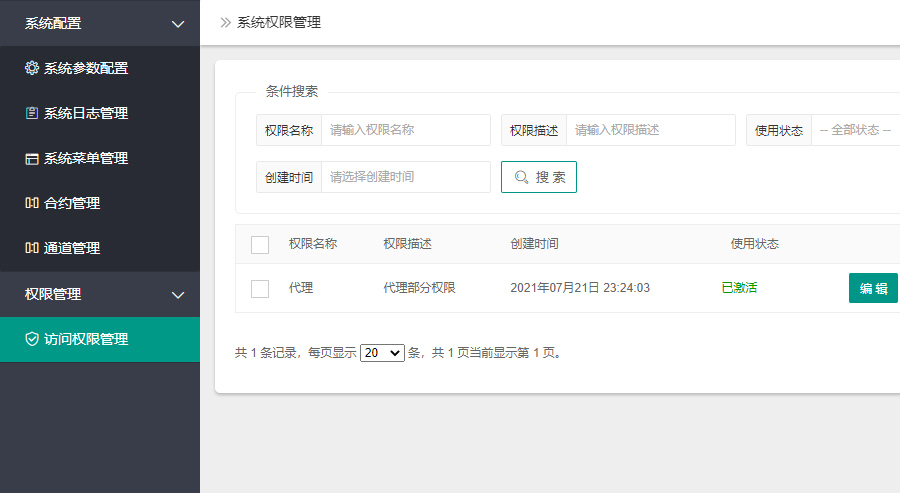 系统配置
系统参数配置
系统日志管理
系统菜单管理
合约管理
通道管理
权限管理
访问权限管理
系统权限管理
条件搜索
权限名称 请输入权限名称 权限描述 请输入权限描述 使用状态 -- 全部状态 --
创建时间 请选择创建时间 搜 索
权限名称 权限描述 创建时间 使用状态
代理 代理部分权限 2021年07月21日 23:24:03 已激活 编 辑
共 1 条记录，每页显示 20 条，共 1 页当前显示第 1 页。